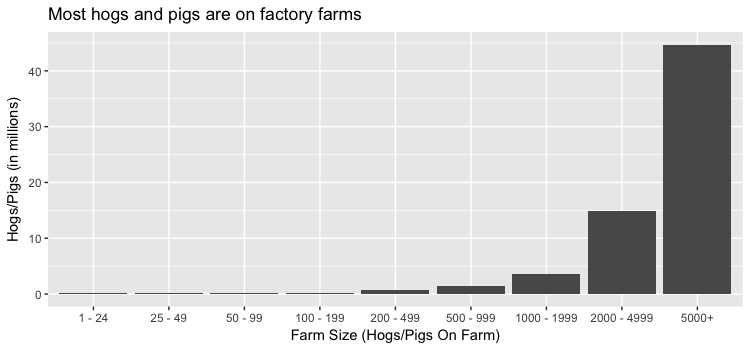 Most hogs and pigs are on factory farms
Hogs/Pigs (in millions)
40
30
20
10
0
1 - 24 25 - 49 50 - 99 100 - 199 200 - 499 500 - 999 1000 - 1999 2000 - 4999 5000+
Farm Size (Hogs/Pigs On Farm)